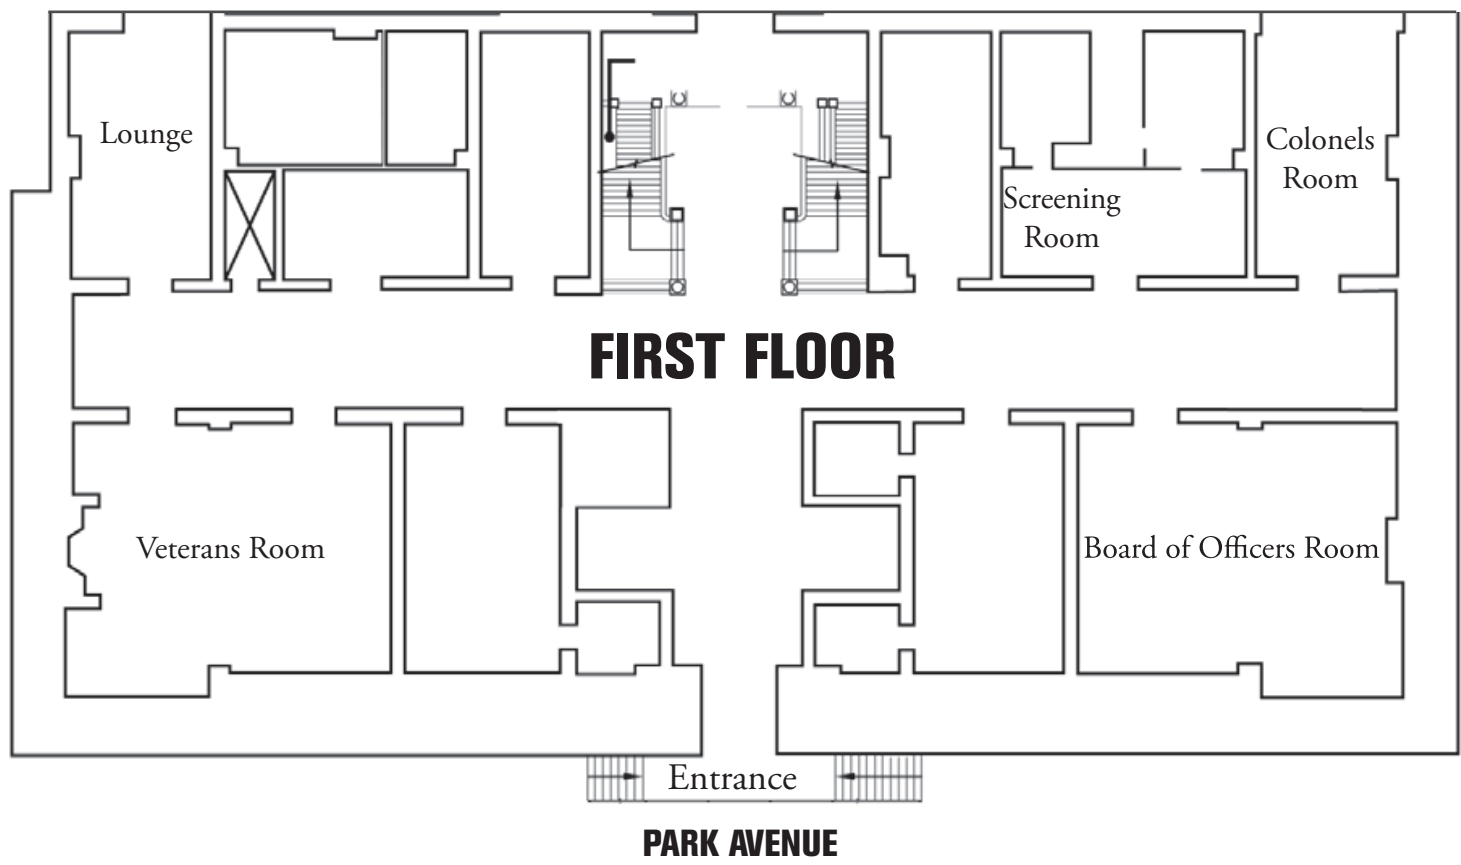 Lounge
Colonels
Room
Screening
Room
FIRST FLOOR
Veterans Room
Board of Officers Room
Entrance
PARK AVENUE